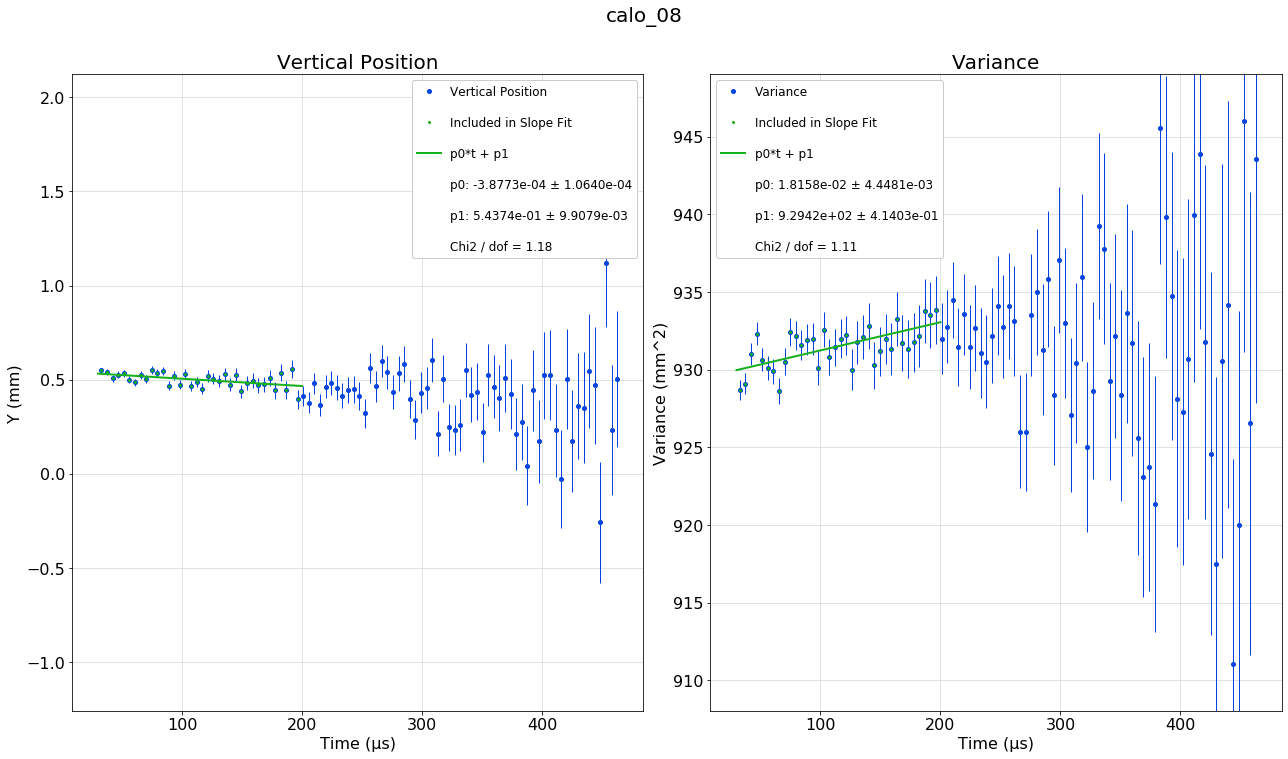 calo_08
Vertical Position
2.0
1.5
1.0
0.5
0.0
−0.5
−1.0
Y (mm)
100
200
300
400
Time (μs)
Vertical Position
Included in Slope Fit
p0*t + p1
p0: -3.8773e-04 ± 1.0640e-04
p1: 5.4374e-01 ± 9.9079e-03
Chi2 / dof = 1.18
Variance
945
940
935
930
925
920
915
910
Variance (mm^2)
100
200
300
400
Time (μs)
Variance
Included in Slope Fit
p0*t + p1
p0: 1.8158e-02 ± 4.4481e-03
p1: 9.2942e+02 ± 4.1403e-01
Chi2 / dof = 1.11